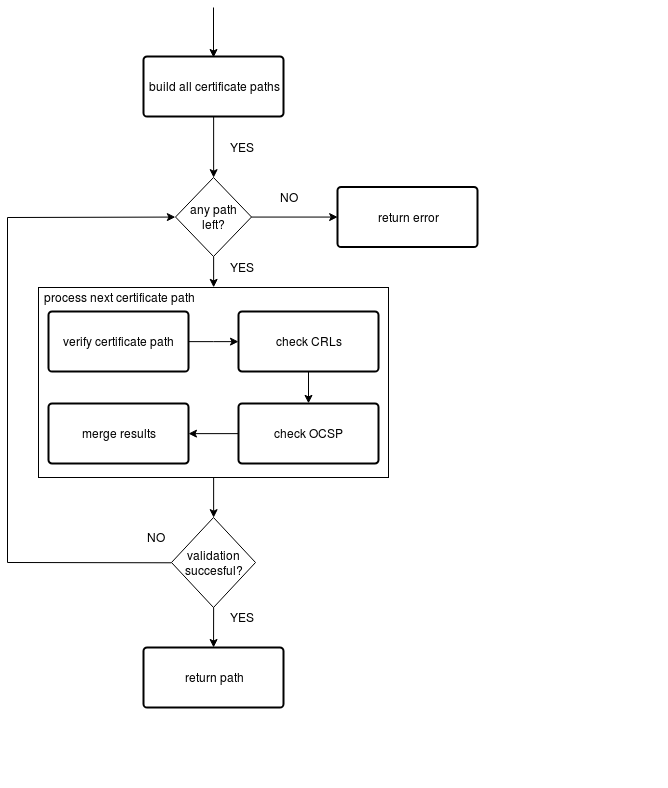 build all certificate paths
YES
any path
left?
NO
return error
YES
process next certificate path
verify certificate path
check CRLs
merge results
check OCSP
NO
validation
succesful?
YES
return path